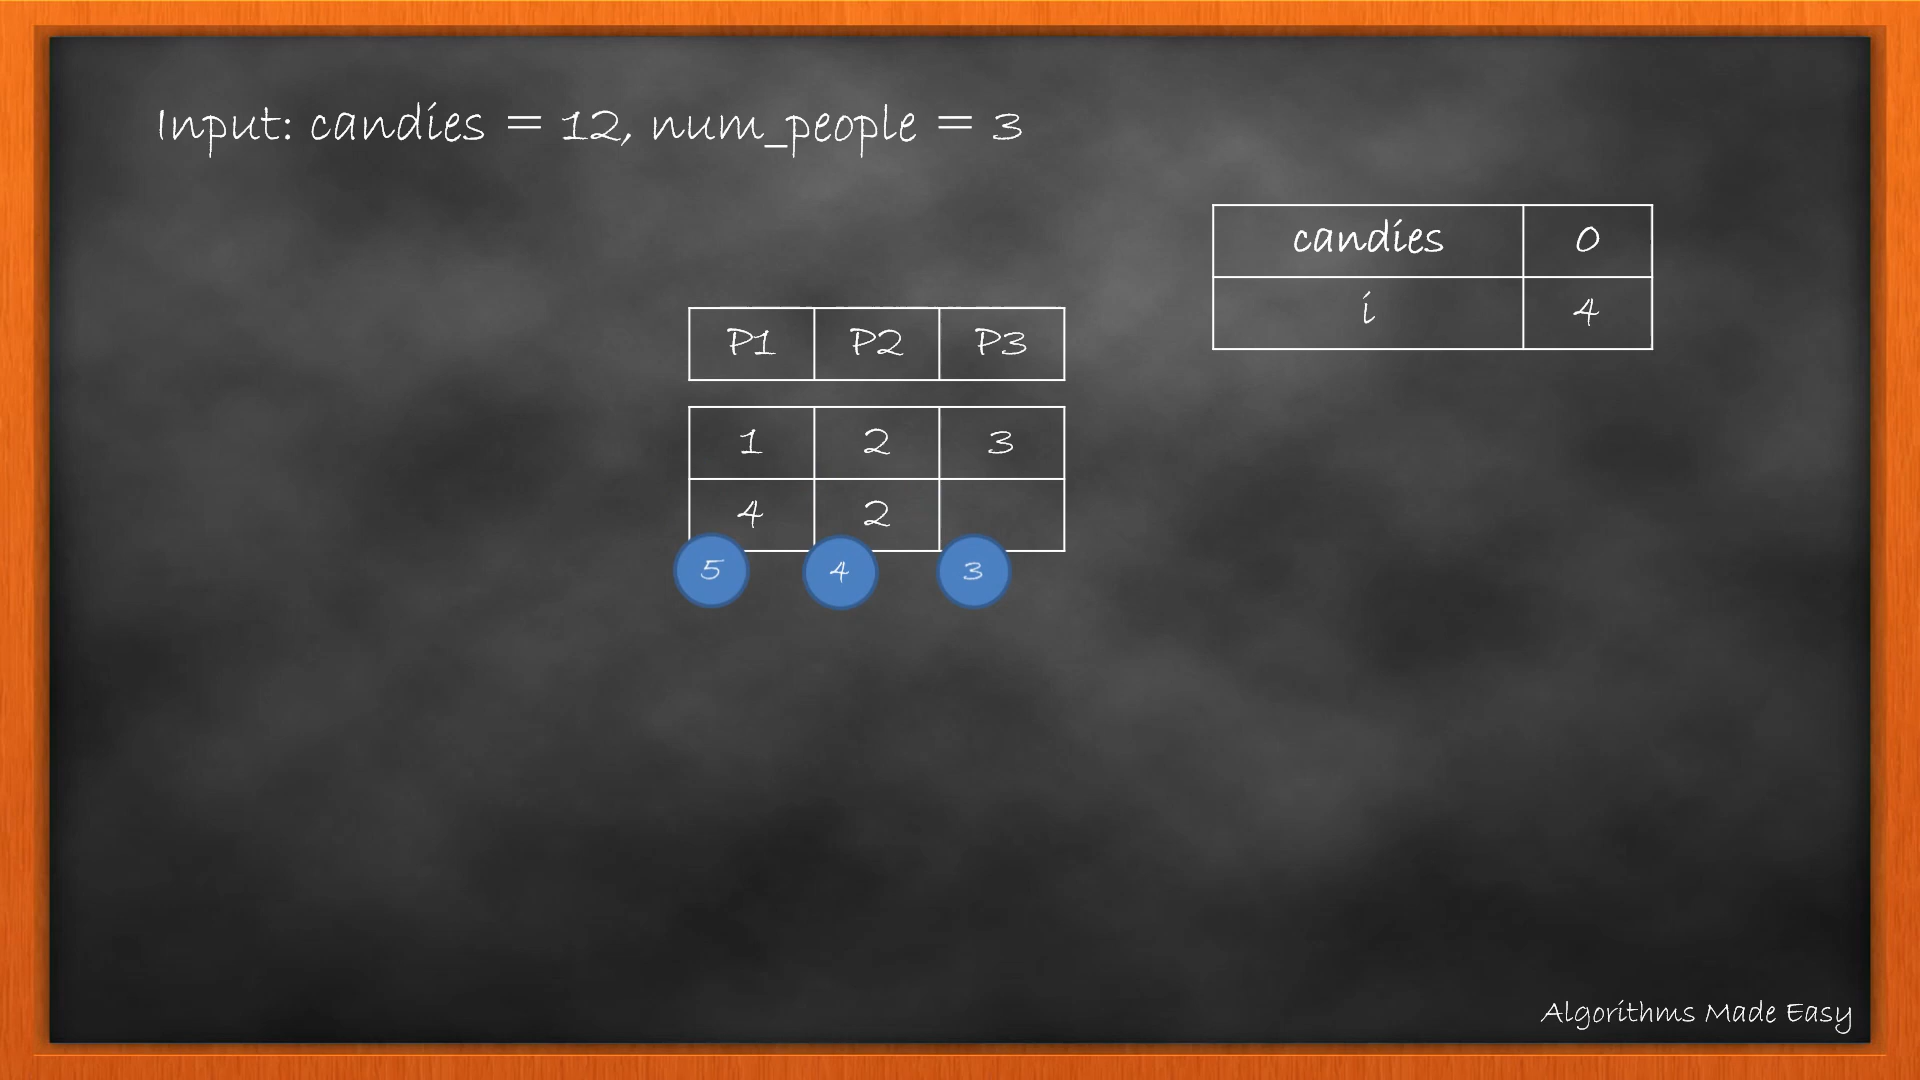 Input: candies = 12, num_people = 3
candies 0
i 4
P1 P2 P3
1 2 3
4 2
5 4 3
Algorithms Made Easy